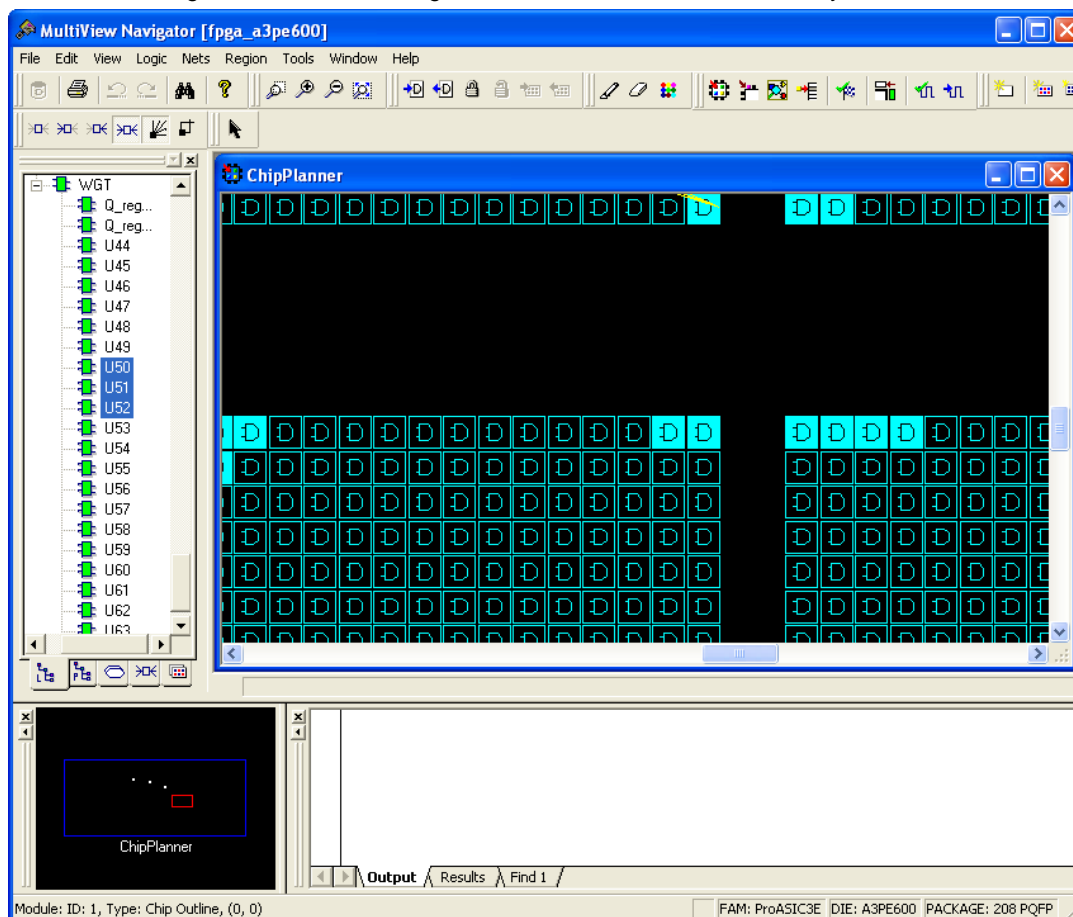 MultiView Navigator [fpga_a3pe600]
File Edit View Logic Nets Region Tools Window Help
WGT
Q_reg...
Q_reg...
U44
U45
U46
U47
U48
U49
U50
U51
U52
U53
U54
U55
U56
U57
U58
U59
U60
U61
U62
U63
ChipPlanner
ChipPlanner
Output Results Find 1
Module: ID: 1, Type: Chip Outline, (0, 0)
FAM: ProASIC3E DIE: A3PE600 PACKAGE: 208 PQFP